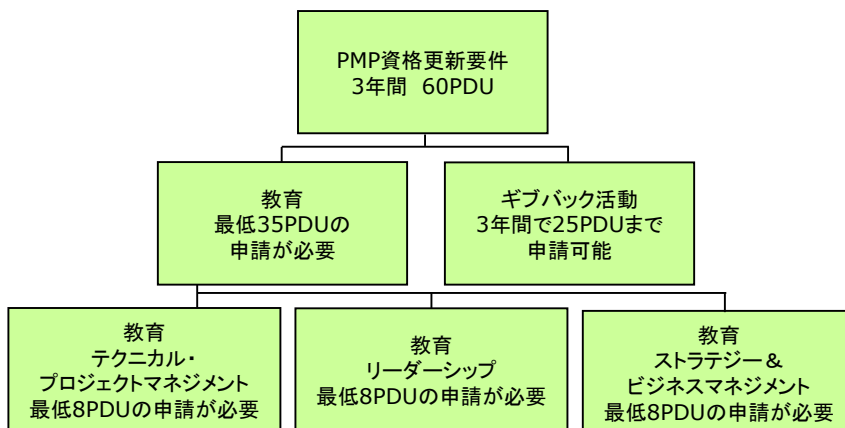 PMP資格更新要件
3年間 60PDU
教育
最低35PDUの
申請が必要
ギブバック活動
3年間で25PDUまで
申請可能
教育
テクニカル・
プロジェクトマネジメント
最低8PDUの申請が必要
教育
リーダーシップ
最低8PDUの申請が必要
教育
ストラテジー＆
ビジネスマネジメント
最低8PDUの申請が必要